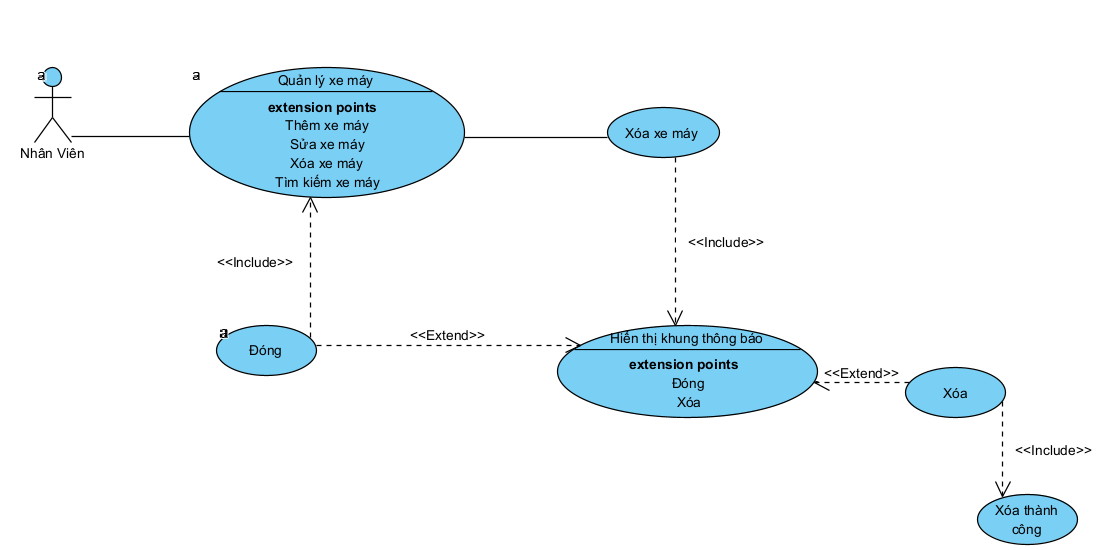 a
a
Quản lý xe máy
extension points
Thêm xe máy
Sửa xe máy
Xóa xe máy
Tìm kiếm xe máy
Nhân Viên
Xóa xe máy
<<Include>>
<<Include>>
a
Đóng
<<Extend>>
Hiển thị khung thông báo
extension points
Đóng
Xóa
<<Extend>>
Xóa
<<Include>>
Xóa thành
công